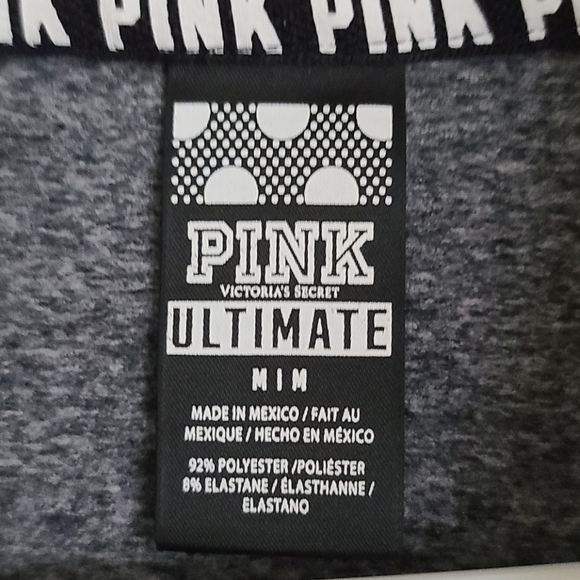 PINK PINK PINK
PINK
VICTORIA'S SECRET
ULTIMATE
M | M
MADE IN MEXICO / FAIT AU
MEXIQUE / HECHO EN MÉXICO
92% POLYESTER /POLIÉSTER
8% ELASTANE / ÉLASTHANNE /
ELASTANO